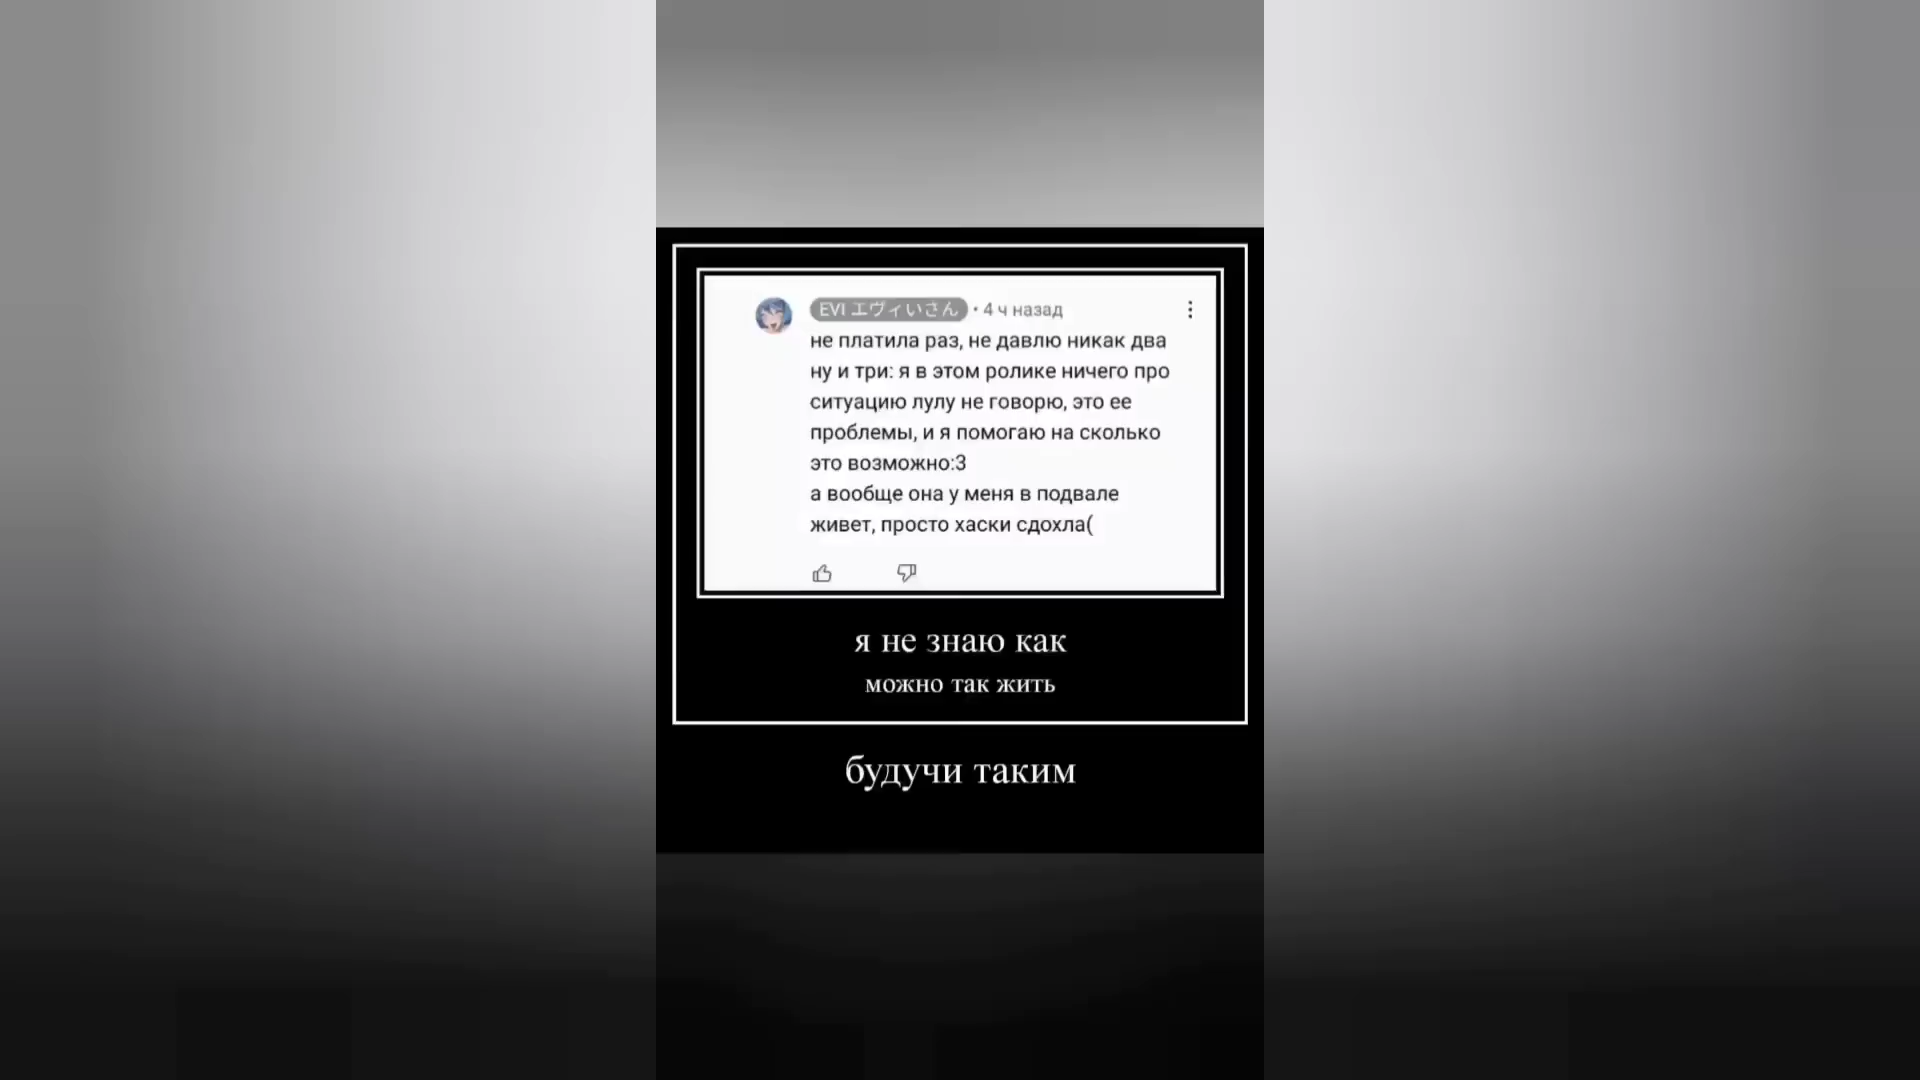 EVI エヴィいさん • 4 ч назад
не платила раз, не давлю никак два
ну и три: я в этом ролике ничего про
ситуацию лулу не говорю, это ее
проблемы, и я помогаю на сколько
это возможно:3
а вообще она у меня в подвале
живет, просто хаски сдохла(
я не знаю как
можно так жить
будучи таким